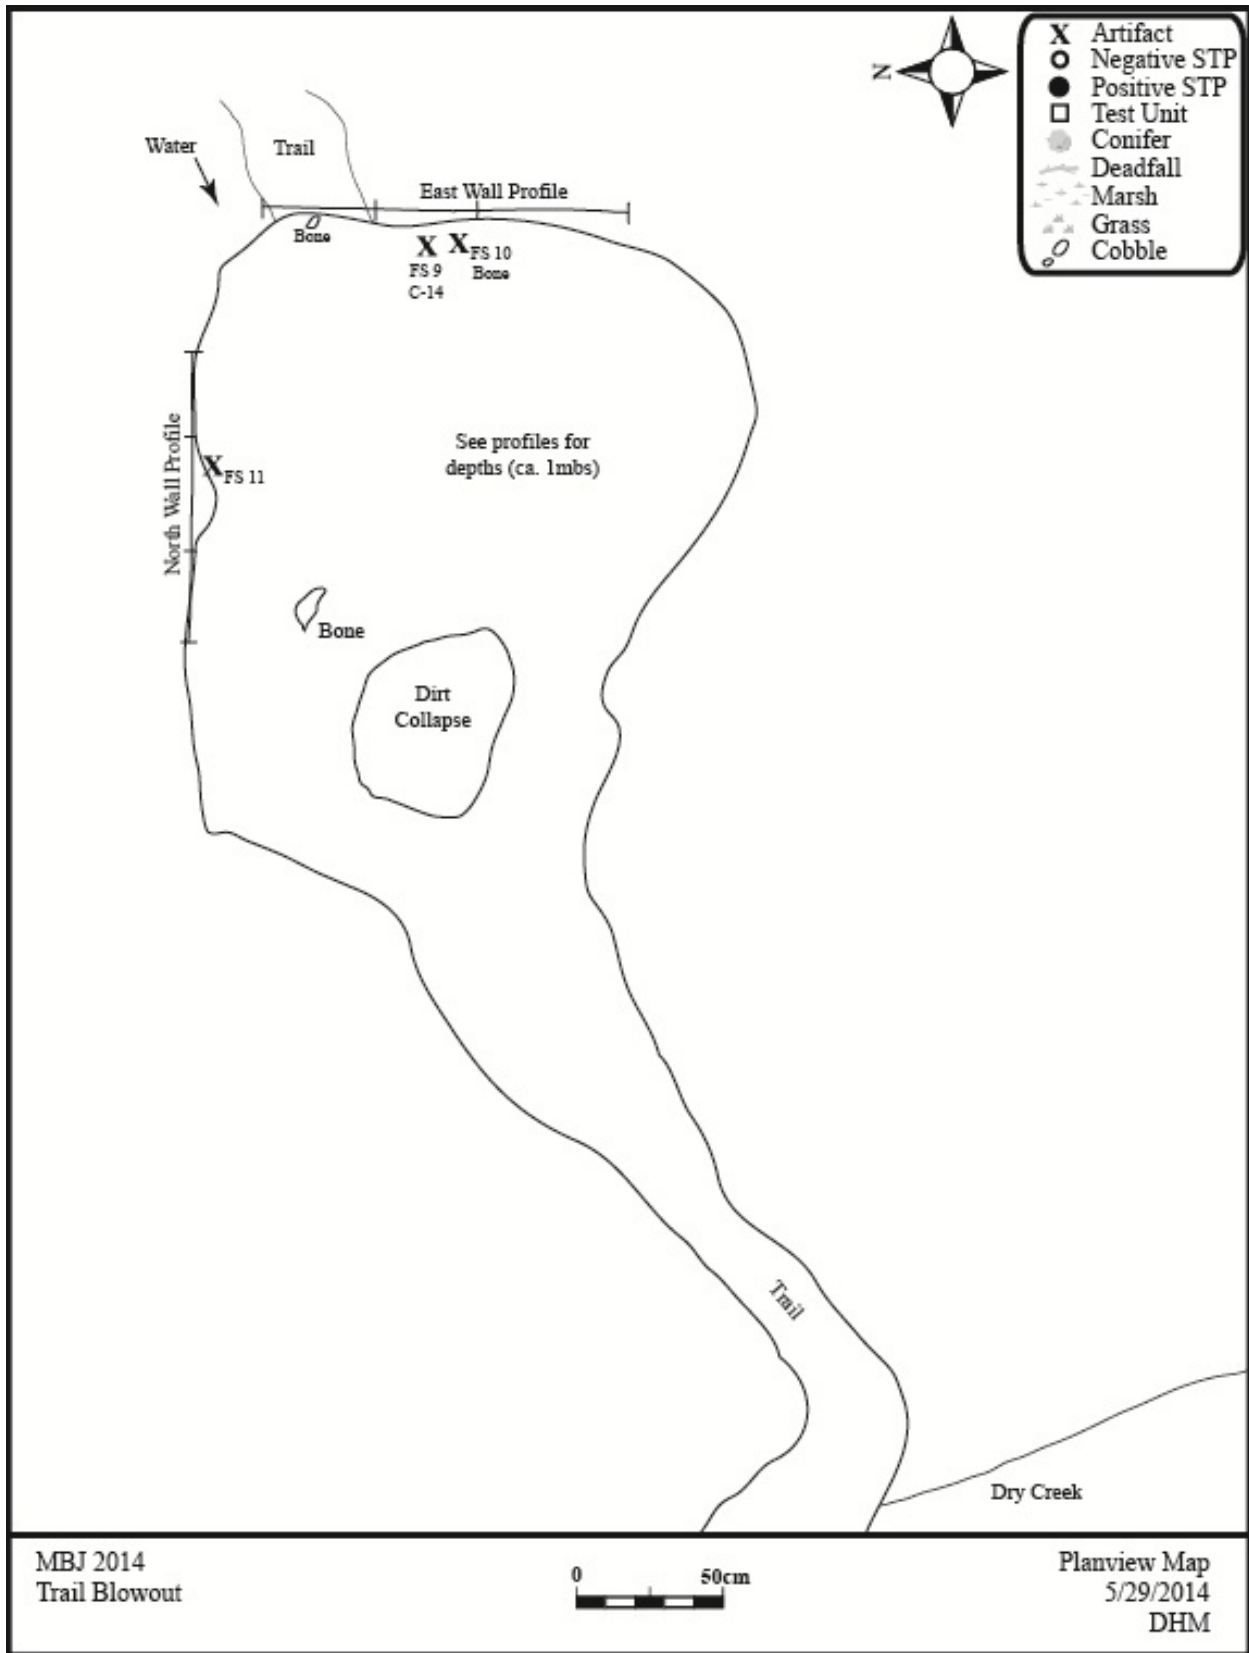 N
X Artifact
Negative STP
Positive STP
Test Unit
Conifer
Deadfall
Marsh
Grass
Cobble
Water
Trail
East Wall Profile
Bone
X
FS 9
C-14
X FS 10
Bone
North Wall Profile
X FS 11
See profiles for
depths (ca. 1mbs)
Bone
Dirt
Collapse
Trail
Dry Creek
MBJ 2014
Trail Blowout
0 50cm
Planview Map
5/29/2014
DHM